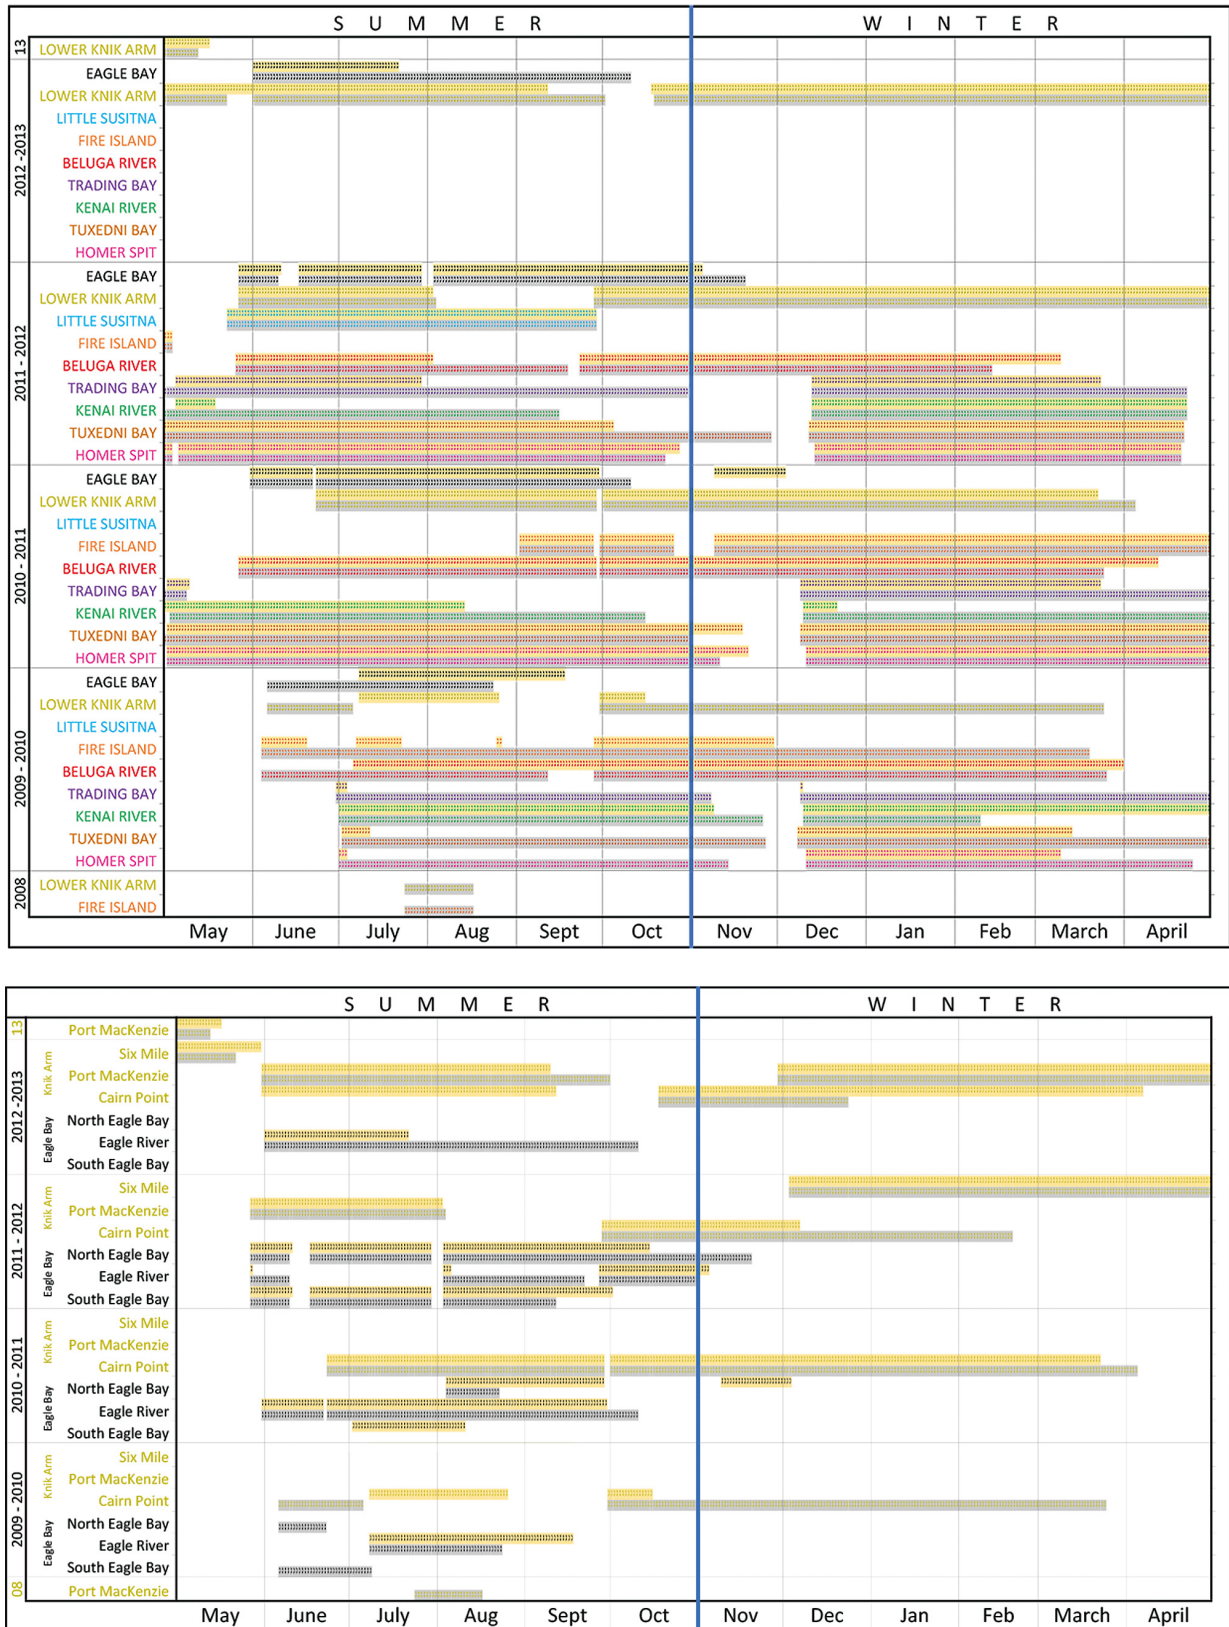 SUMMER WINTER
13
LOWER KNIK ARM
2012 -2013
EAGLE BAY
LOWER KNIK ARM
LITTLE SUSITNA
FIRE ISLAND
BELUGA RIVER
TRADING BAY
KENAI RIVER
TUXEDNI BAY
HOMER SPIT
2011 - 2012
EAGLE BAY
LOWER KNIK ARM
LITTLE SUSITNA
FIRE ISLAND
BELUGA RIVER
TRADING BAY
KENAI RIVER
TUXEDNI BAY
HOMER SPIT
2010 - 2011
EAGLE BAY
LOWER KNIK ARM
LITTLE SUSITNA
FIRE ISLAND
BELUGA RIVER
TRADING BAY
KENAI RIVER
TUXEDNI BAY
HOMER SPIT
2009 - 2010
EAGLE BAY
LOWER KNIK ARM
LITTLE SUSITNA
FIRE ISLAND
BELUGA RIVER
TRADING BAY
KENAI RIVER
TUXEDNI BAY
HOMER SPIT
2008
LOWER KNIK ARM
FIRE ISLAND
May June July Aug Sept Oct Nov Dec Jan Feb March April
SUMMER WINTER
13
Port MacKenzie
2012 -2013
Knik Arm
Six Mile
Port MacKenzie
Cairn Point
Eagle Bay
North Eagle Bay
Eagle River
South Eagle Bay
2011 - 2012
Knik Arm
Six Mile
Port MacKenzie
Cairn Point
Eagle Bay
North Eagle Bay
Eagle River
South Eagle Bay
2010 - 2011
Knik Arm
Six Mile
Port MacKenzie
Cairn Point
Eagle Bay
North Eagle Bay
Eagle River
South Eagle Bay
2009 - 2010
Knik Arm
Six Mile
Port MacKenzie
Cairn Point
Eagle Bay
North Eagle Bay
Eagle River
South Eagle Bay
08
Port MacKenzie
May June July Aug Sept Oct Nov Dec Jan Feb March April